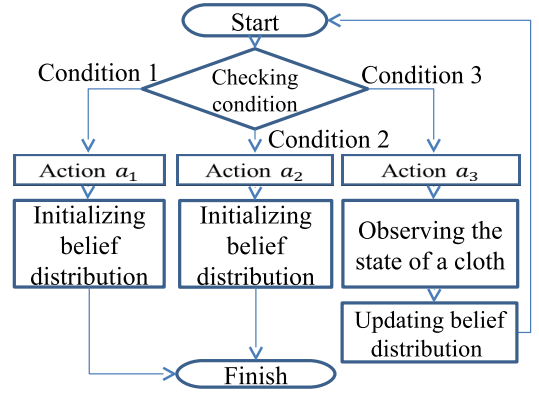 Start
Condition 1
Checking
condition
Condition 3
Condition 2
Action a₁
Action a₂
Action a₃
Initializing
belief
distribution
Initializing
belief
distribution
Observing the
state of a cloth
Updating belief
distribution
Finish